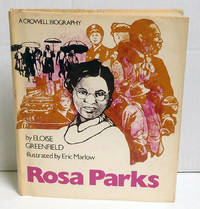 A CROWELL BIOGRAPHY
by ELOISE
GREENFIELD
illustrated by Eric Marlow
Rosa Parks